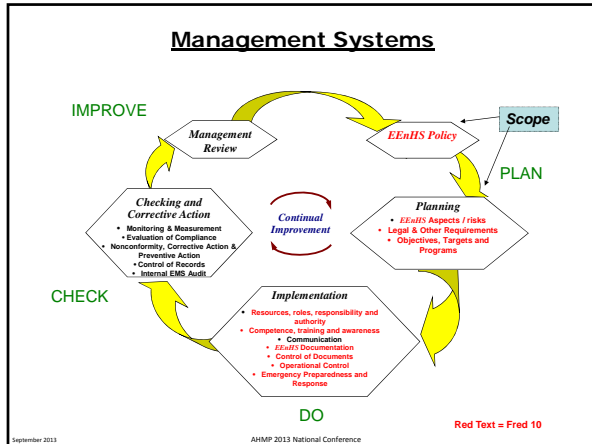 Management Systems
IMPROVE
Management
Review
EEnHS Policy
Scope
PLAN
Planning
• EEnHS Aspects / risks
• Legal & Other Requirements
• Objectives, Targets and
Programs
Checking and
Corrective Action
• Monitoring & Measurement
• Evaluation of Compliance
• Nonconformity, Corrective Action &
Preventive Action
• Control of Records
• Internal EMS Audit
Continual
Improvement
CHECK
Implementation
• Resources, roles, responsibility and
authority
• Competence, training and awareness
• Communication
• EEnHS Documentation
• Control of Documents
• Operational Control
• Emergency Preparedness and
Response
DO
Red Text = Fred 10
September 2013
AHMP 2013 National Conference